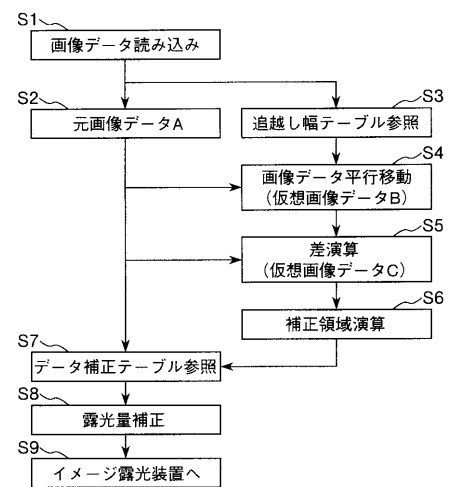 S1
画像データ読み込み
S2
元画像データA
S3
追越し幅テーブル参照
S4
画像データ平行移動
(仮想画像データB)
S5
差演算
(仮想画像データC)
S6
補正領域演算
S7
データ補正テーブル参照
S8
露光量補正
S9
イメージ露光装置へ